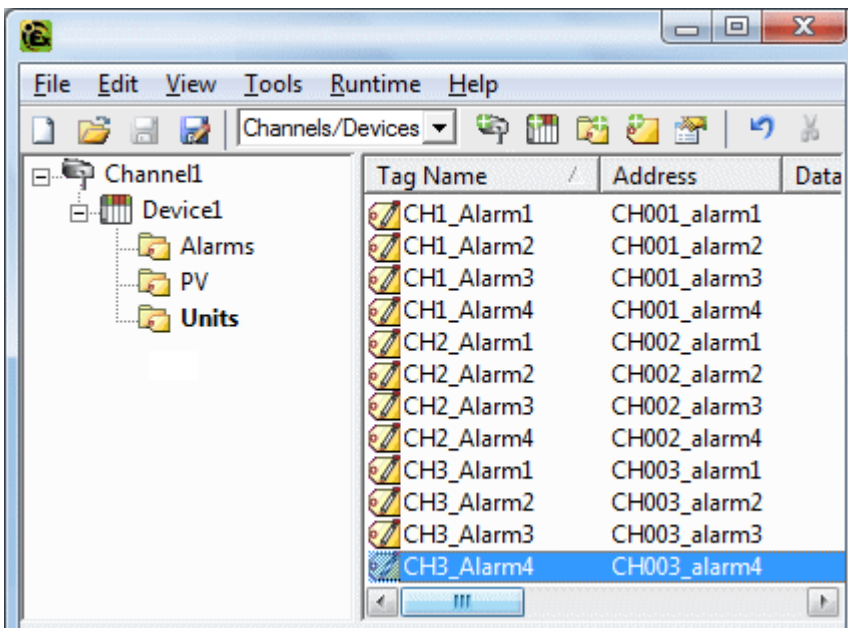 File Edit View Tools Runtime Help
Channels/Devices
Channel1
Device1
Alarms
PV
Units
Tag Name Address Data
CH1_Alarm1 CH001_alarm1
CH1_Alarm2 CH001_alarm2
CH1_Alarm3 CH001_alarm3
CH1_Alarm4 CH001_alarm4
CH2_Alarm1 CH002_alarm1
CH2_Alarm2 CH002_alarm2
CH2_Alarm3 CH002_alarm3
CH2_Alarm4 CH002_alarm4
CH3_Alarm1 CH003_alarm1
CH3_Alarm2 CH003_alarm2
CH3_Alarm3 CH003_alarm3
CH3_Alarm4 CH003_alarm4